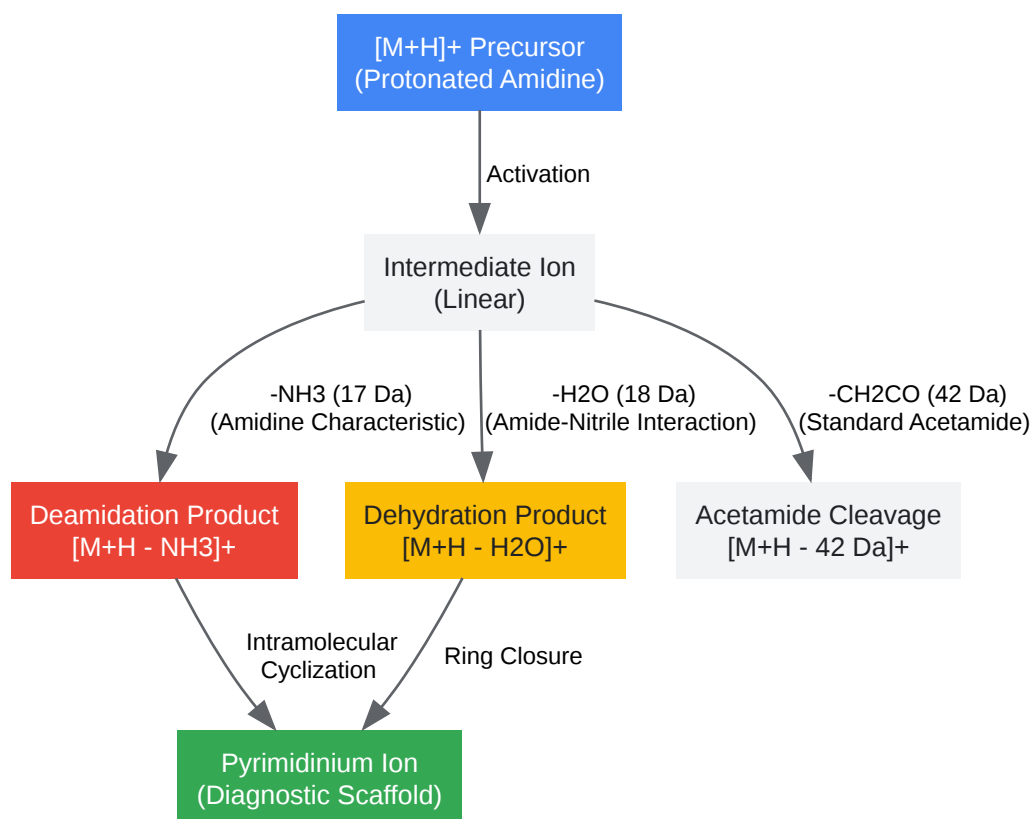 [M+H]+ Precursor
(Protonated Amidine)
Activation
Intermediate Ion
(Linear)
-NH3 (17 Da)
(Amidine Characteristic)
-H2O (18 Da)
(Amide-Nitrile Interaction)
-CH2CO (42 Da)
(Standard Acetamide)
Deamidation Product
[M+H - NH3]+
Dehydration Product
[M+H - H2O]+
Acetamide Cleavage
[M+H - 42 Da]+
Intramolecular
Cyclization
Ring Closure
Pyrimidinium Ion
(Diagnostic Scaffold)